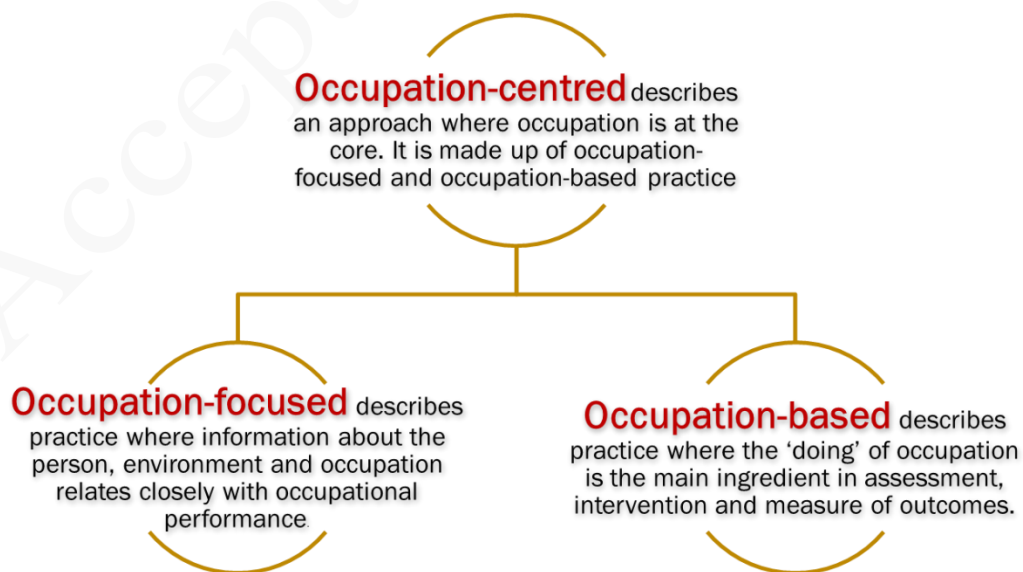 Occupation-centred describes
an approach where occupation is at the
core. It is made up of occupation-
focused and occupation-based practice
Occupation-focused describes
practice where information about the
person, environment and occupation
relates closely with occupational
performance.
Occupation-based describes
practice where the ‘doing’ of occupation
is the main ingredient in assessment,
intervention and measure of outcomes.